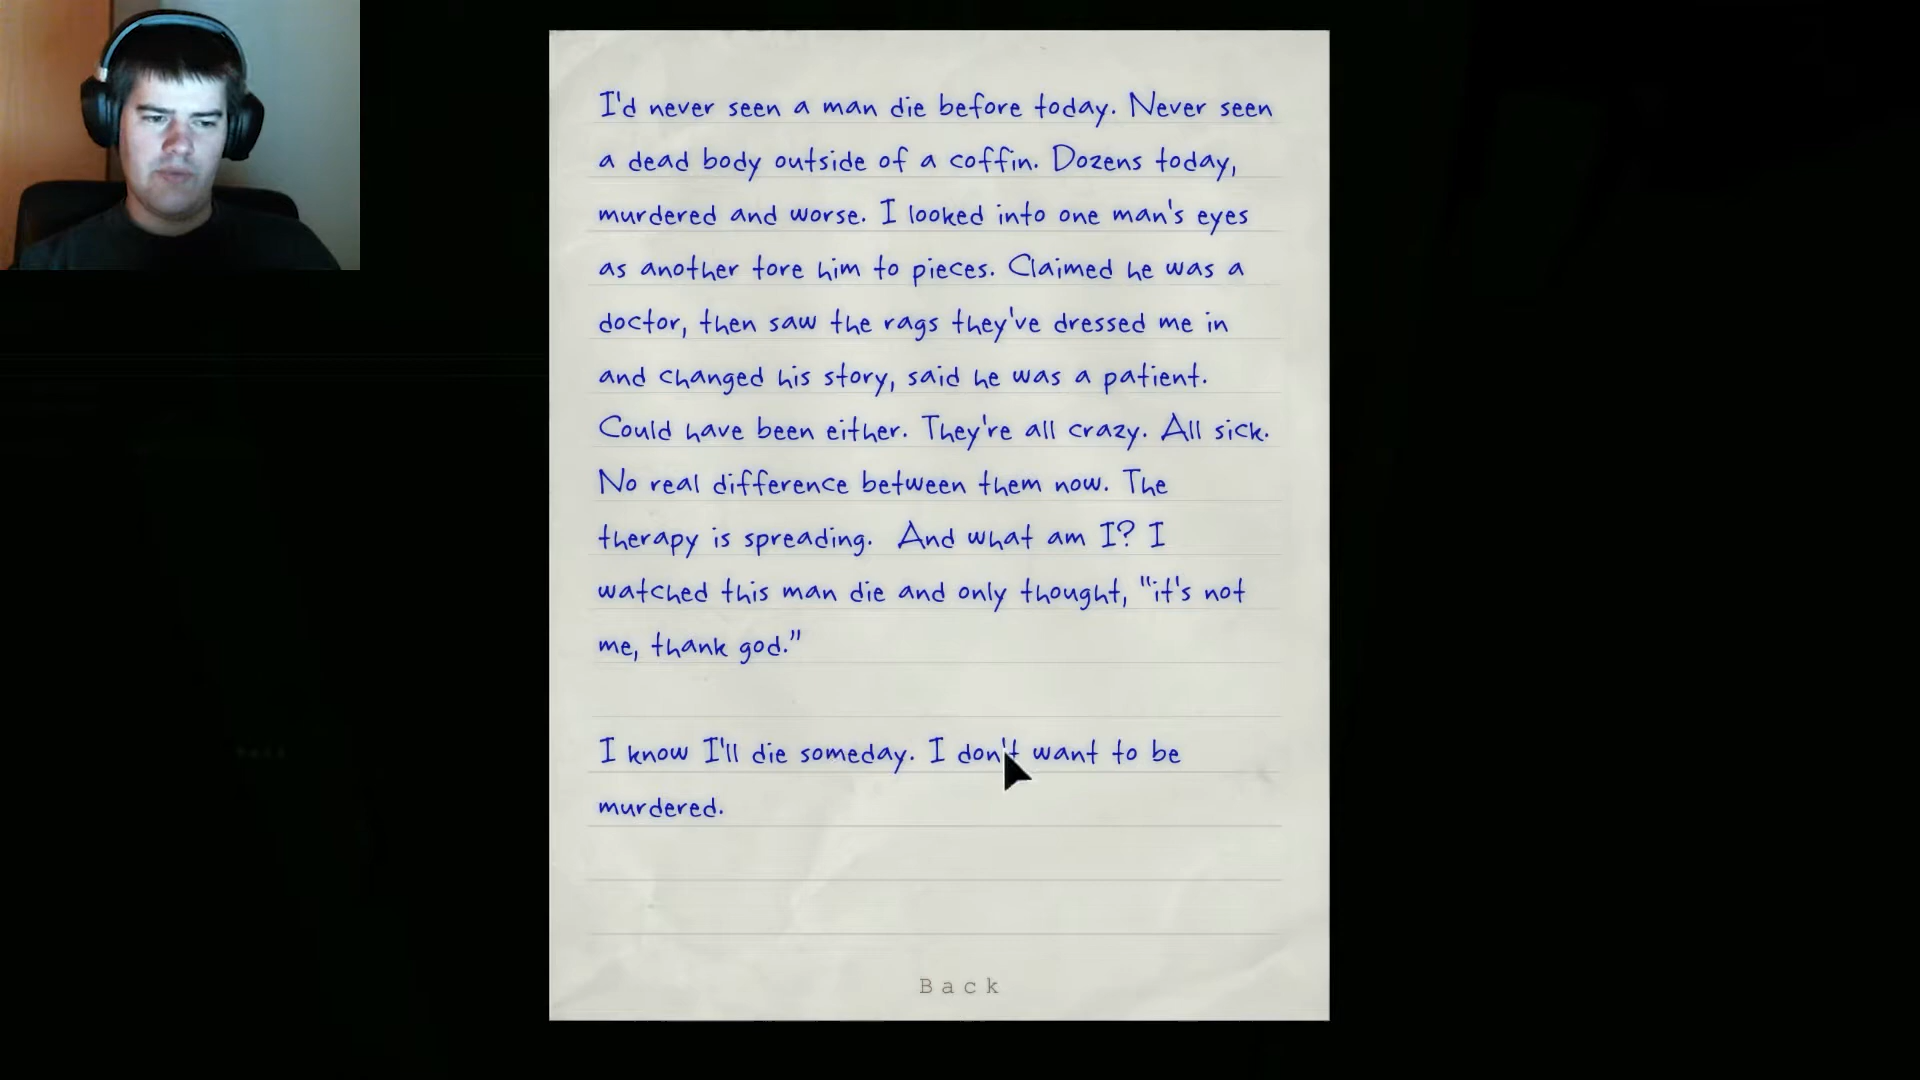 I'd never seen a man die before today. Never seen
a dead body outside of a coffin. Dozens today,
murdered and worse. I looked into one man's eyes
as another tore him to pieces. Claimed he was a
doctor, then saw the rags they've dressed me in
and changed his story, said he was a patient.
Could have been either. They're all crazy. All sick.
No real difference between them now. The
therapy is spreading. And what am I? I
watched this man die and only thought, "it's not
me, thank god."
I know I'll die someday. I don't want to be
murdered.
Back